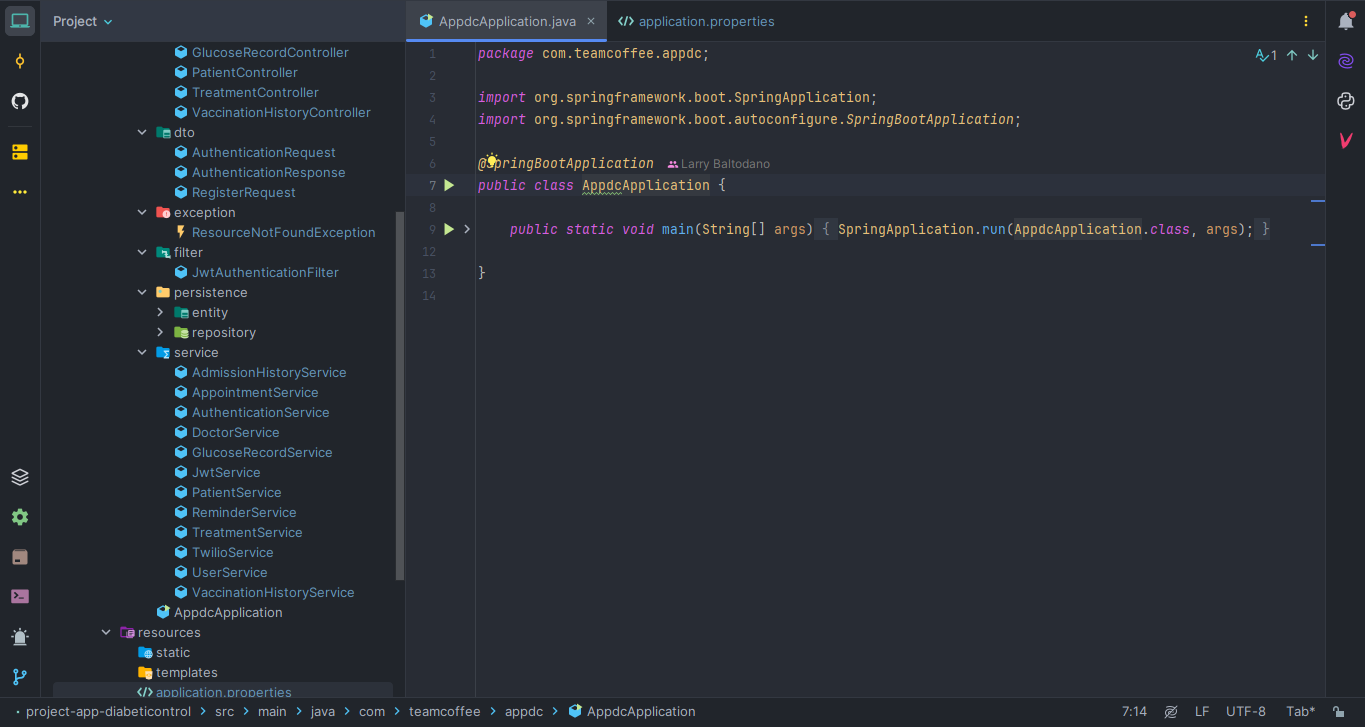 Project
GlucoseRecordController
PatientController
TreatmentController
VaccinationHistoryController
dto
AuthenticationRequest
AuthenticationResponse
RegisterRequest
exception
ResourceNotFoundException
filter
JwtAuthenticationFilter
persistence
entity
repository
service
AdmissionHistoryService
AppointmentService
AuthenticationService
DoctorService
GlucoseRecordService
JwtService
PatientService
ReminderService
TreatmentService
TwilioService
UserService
VaccinationHistoryService
AppdcApplication
resources
static
templates
application.properties
AppdcApplication.java × application.properties
1 package com.teamcoffee.appdc;
1
2
3 import org.springframework.boot.SpringApplication;
4 import org.springframework.boot.autoconfigure.SpringBootApplication;
5
6 @SpringBootApplication Larry Baltodano
7 public class AppdcApplication {
8
9 public static void main(String[] args) { SpringApplication.run(AppdcApplication.class, args); }
12
13 }
14
project-app-diabeticontrol > src > main > java > com > teamcoffee > appdc > AppdcApplication
7:14 LF UTF-8 Tab*